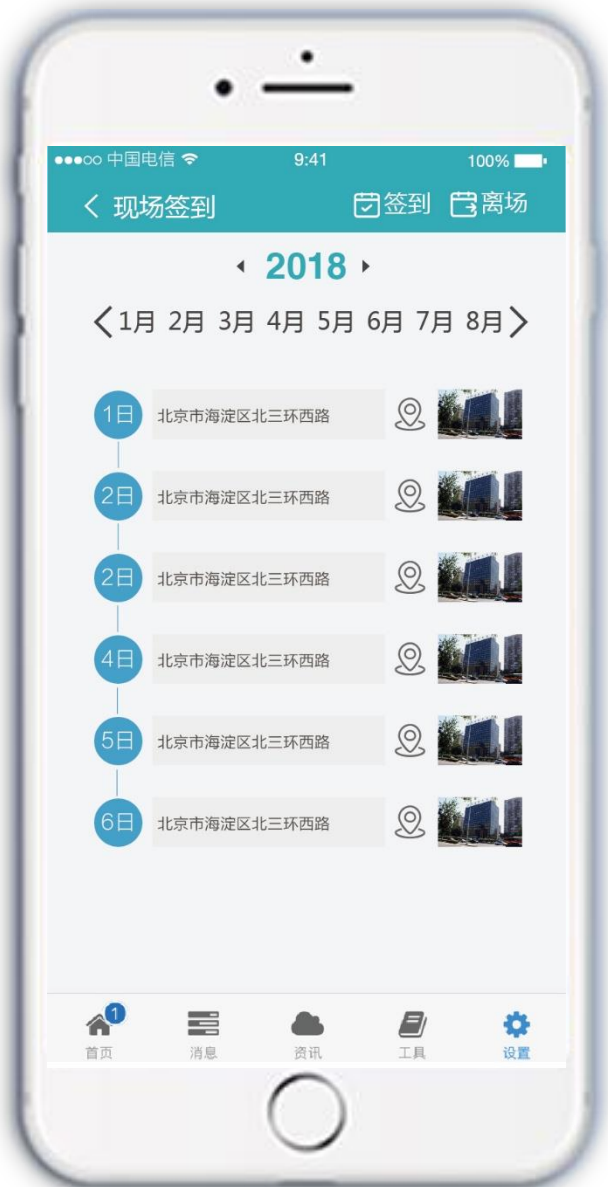 中国电信 9:41 100%
现场签到 签到 离场
2018
1月 2月 3月 4月 5月 6月 7月 8月
1日 北京市海淀区北三环西路
2日 北京市海淀区北三环西路
2日 北京市海淀区北三环西路
4日 北京市海淀区北三环西路
5日 北京市海淀区北三环西路
6日 北京市海淀区北三环西路
1
首页 消息 资讯 工具 设置